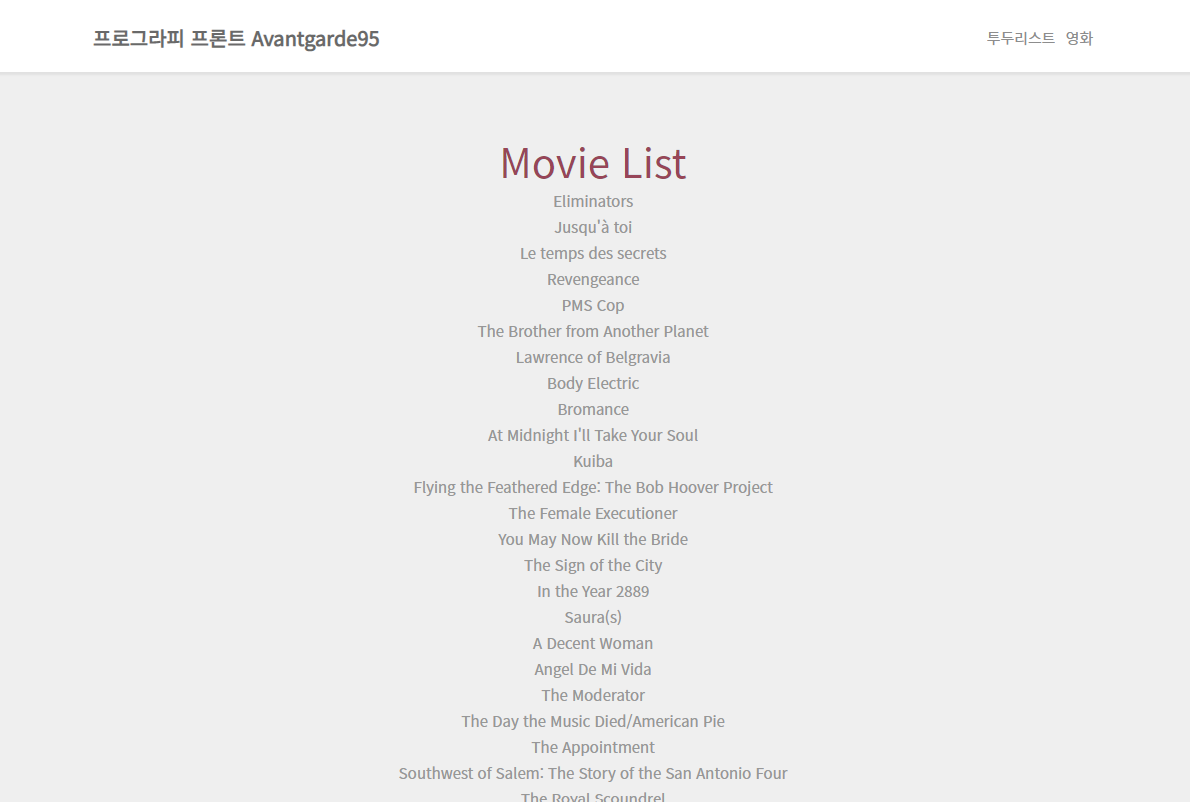 프로그라피 프론트 Avantgarde95
투두리스트 영화
Movie List
Eliminators
Jusqu'à toi
Le temps des secrets
Revengeance
PMS Cop
The Brother from Another Planet
Lawrence of Belgravia
Body Electric
Bromance
At Midnight I'll Take Your Soul
Kuiba
Flying the Feathered Edge: The Bob Hoover Project
The Female Executioner
You May Now Kill the Bride
The Sign of the City
In the Year 2889
Saura(s)
A Decent Woman
Angel De Mi Vida
The Moderator
The Day the Music Died/American Pie
The Appointment
Southwest of Salem: The Story of the San Antonio Four
The Royal Scoundrel